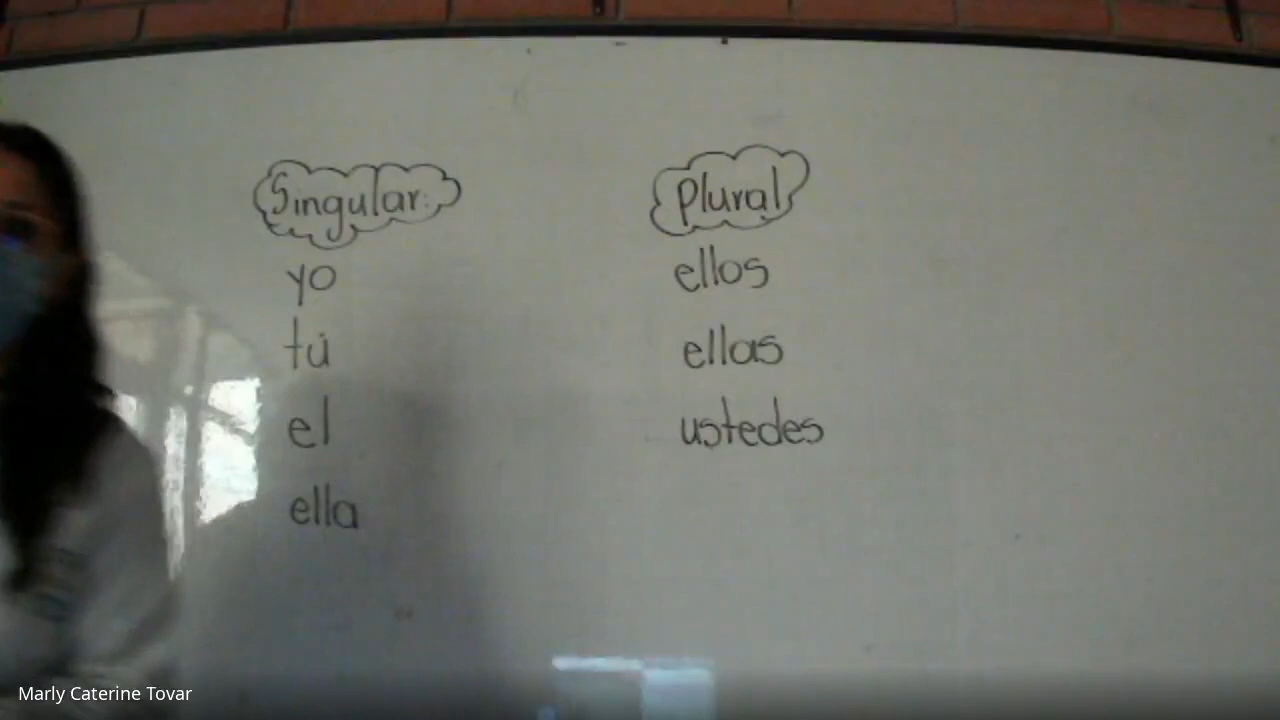 Singular:
yo
tú
el
ella
Plural
ellos
ellas
ustedes
Marly Caterine Tovar